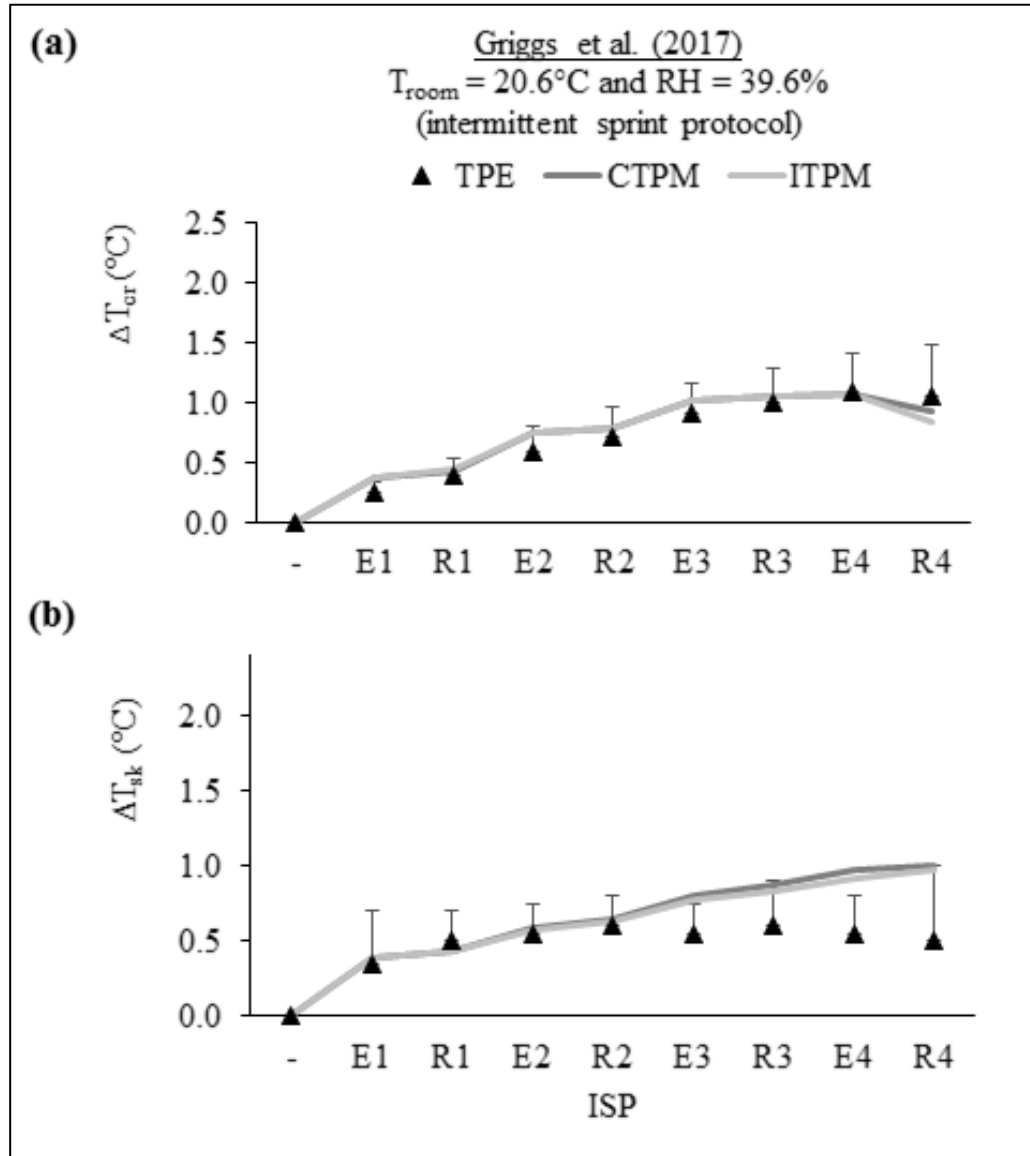 (a)
Griggs et al. (2017)
T_room = 20.6°C and RH = 39.6%
(intermittent sprint protocol)
TPE CTPM ITPM
ΔT_cr (°C)
2.5
2.0
1.5
1.0
0.5
0.0
- E1 R1 E2 R2 E3 R3 E4 R4
(b)
ΔT_sk (°C)
2.0
1.5
1.0
0.5
0.0
- E1 R1 E2 R2 E3 R3 E4 R4
ISP